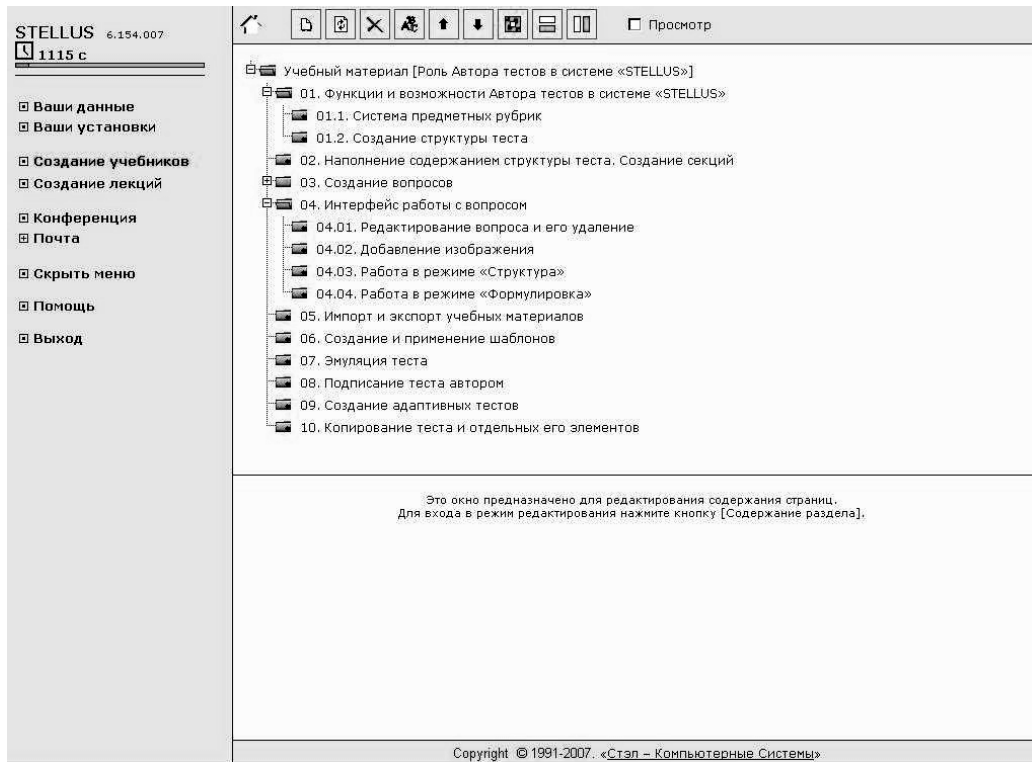 STELLUS 6.154.007
1115 с
Ваши данные
Ваши установки
Создание учебников
Создание лекций
Конференция
Почта
Скрыть меню
Помощь
Выход
Просмотр
Учебный материал [Роль Автора тестов в системе «STELLUS»]
01. Функции и возможности Автора тестов в системе «STELLUS»
01.1. Система предметных рубрик
01.2. Создание структуры теста
02. Наполнение содержанием структуры теста. Создание секций
03. Создание вопросов
04. Интерфейс работы с вопросом
04.01. Редактирование вопроса и его удаление
04.02. Добавление изображения
04.03. Работа в режиме «Структура»
04.04. Работа в режиме «Формулировка»
05. Импорт и экспорт учебных материалов
06. Создание и применение шаблонов
07. Эмуляция теста
08. Подписание теста автором
09. Создание адаптивных тестов
10. Копирование теста и отдельных его элементов
Это окно предназначено для редактирования содержания страниц.
Для входа в режим редактирования нажмите кнопку [Содержание раздела].
Copyright © 1991-2007. «Стэл – Компьютерные Системы»